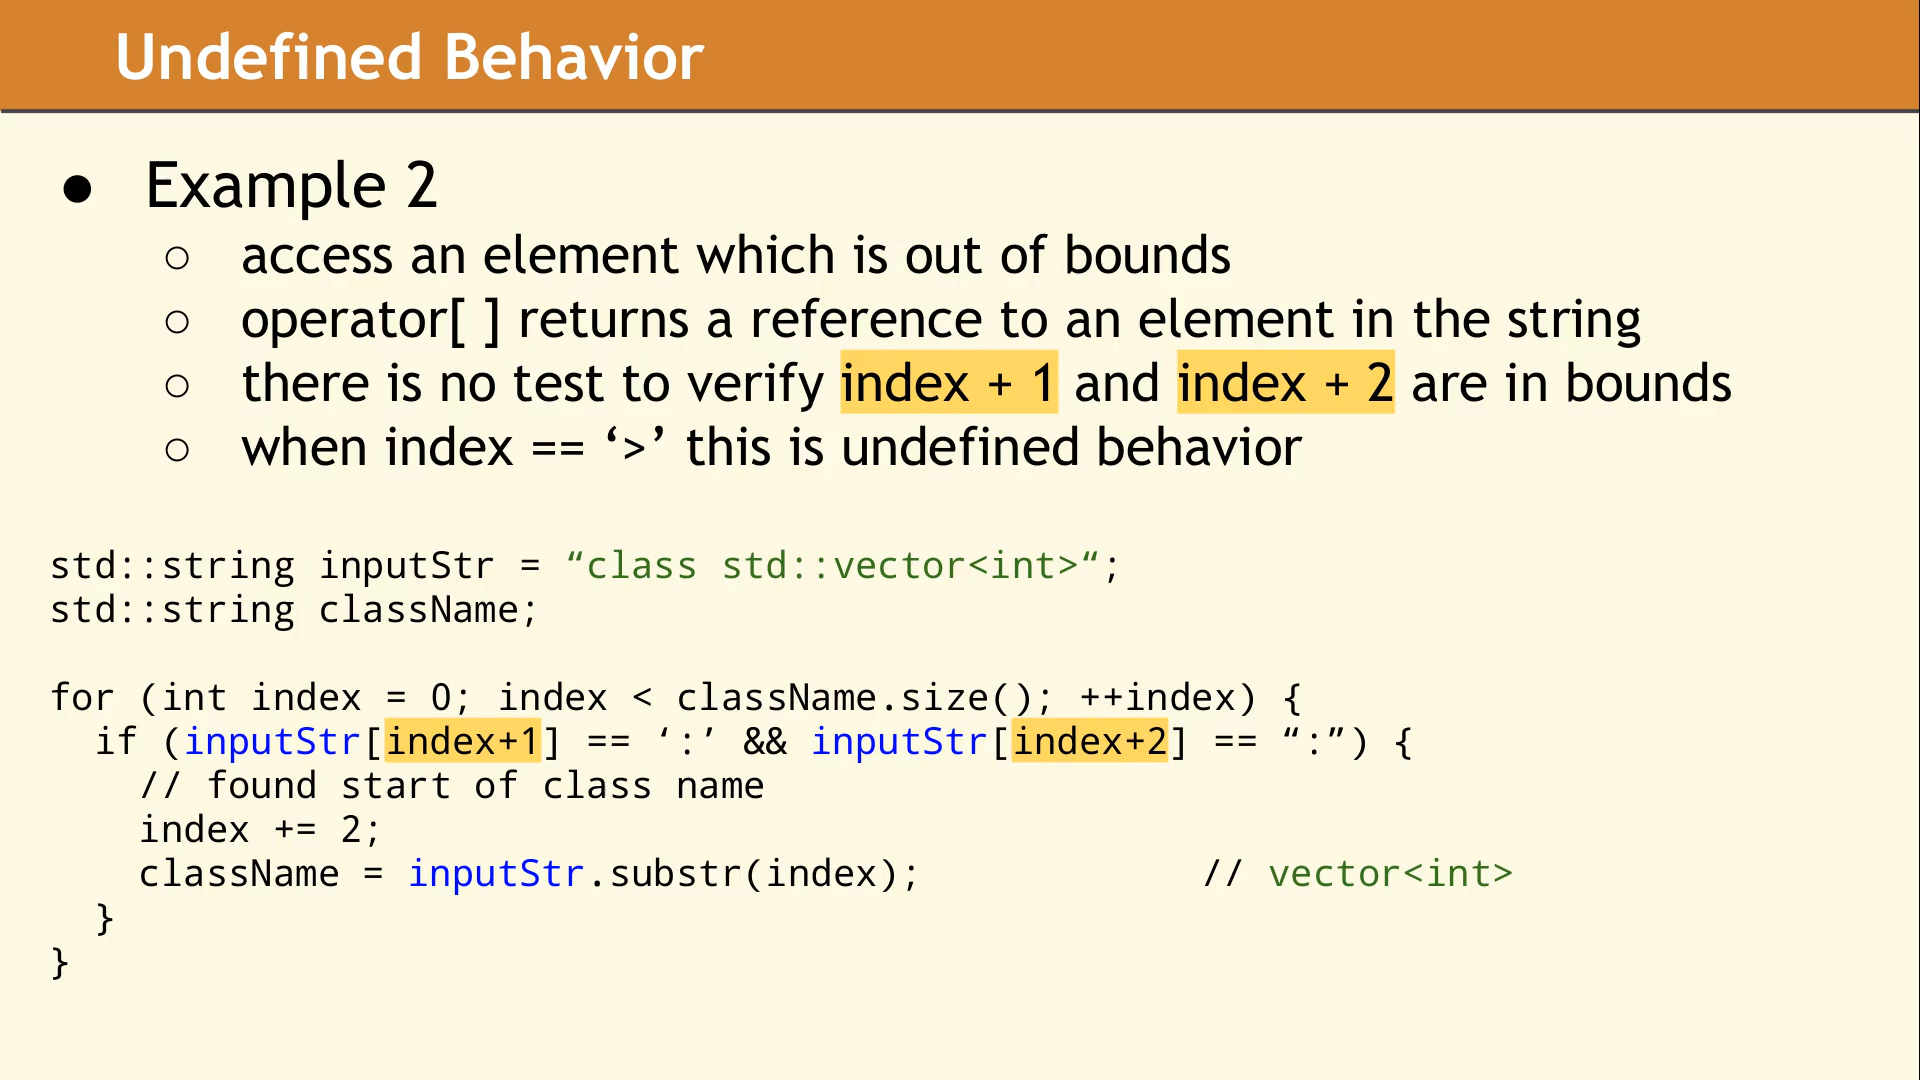 Undefined Behavior
● Example 2
○ access an element which is out of bounds
○ operator[ ] returns a reference to an element in the string
○ there is no test to verify index + 1 and index + 2 are in bounds
○ when index == ‘>’ this is undefined behavior
std::string inputStr = “class std::vector<int>“;
std::string className;
for (int index = 0; index < className.size(); ++index) {
if (inputStr[index+1] == ‘:’ && inputStr[index+2] == “:”) {
// found start of class name
index += 2;
className = inputStr.substr(index); // vector<int>
}
}